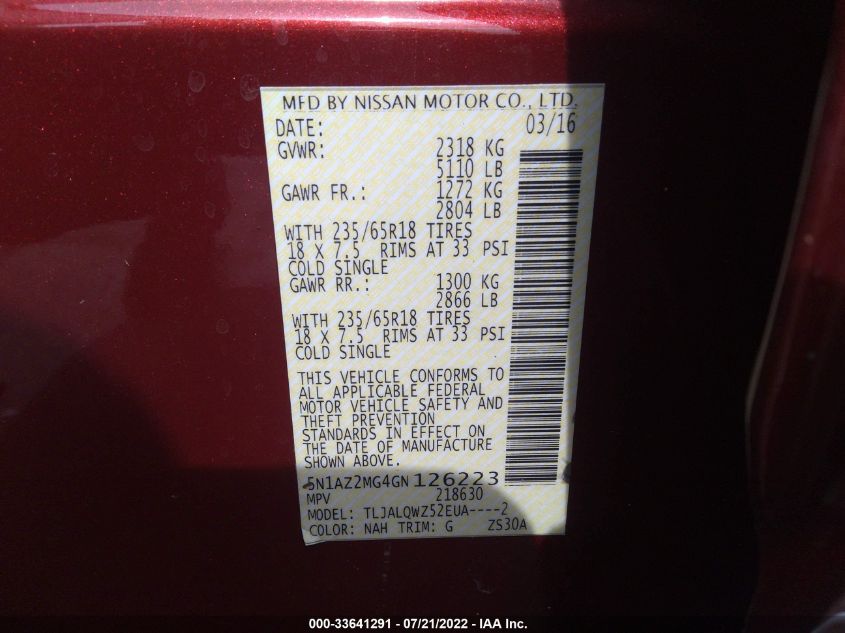 MFD BY NISSAN MOTOR CO., LTD.
DATE: 03/16
GVWR: 2318 KG
5110 LB
GAWR FR.: 1272 KG
2804 LB
WITH 235/65R18 TIRES
18 X 7.5 RIMS AT 33 PSI
COLD SINGLE
GAWR RR.: 1300 KG
2866 LB
WITH 235/65R18 TIRES
18 X 7.5 RIMS AT 33 PSI
COLD SINGLE
THIS VEHICLE CONFORMS TO
ALL APPLICABLE FEDERAL
MOTOR VEHICLE SAFETY AND
THEFT PREVENTION
STANDARDS IN EFFECT ON
THE DATE OF MANUFACTURE
SHOWN ABOVE.
5N1AZ2MG4GN126223
MPV 218630
MODEL: TLJALQWZ52EUA----2
COLOR: NAH TRIM: G ZS30A
000-33641291 - 07/21/2022 - IAA Inc.